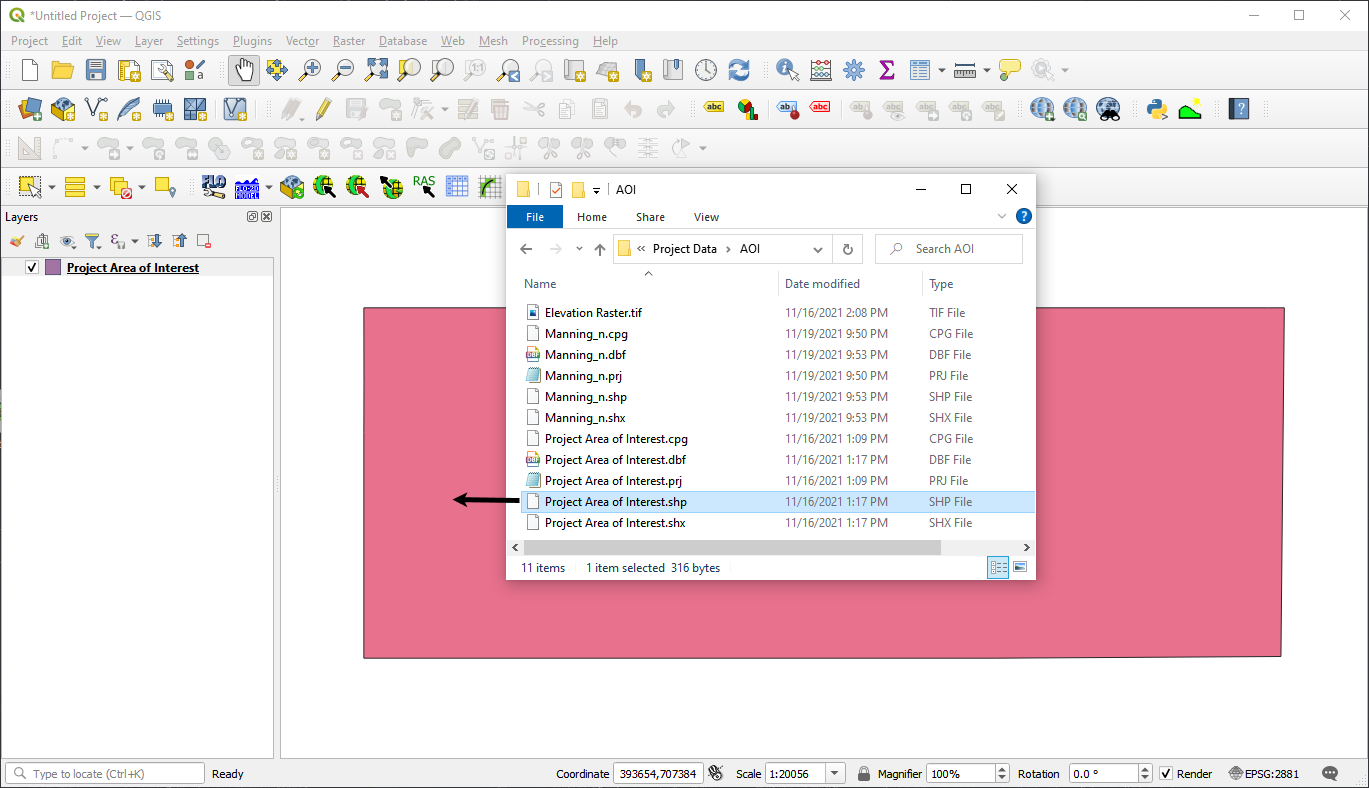 *Untitled Project — QGIS
Project Edit View Layer Settings Plugins Vector Raster Database Web Mesh Processing Help
abc ab abc ab
FLO-2D RAS
FLO-2D MODEL
Layers
Project Area of Interest
AOI
File Home Share View
« Project Data › AOI Search AOI
Name Date modified Type
Elevation Raster.tif 11/16/2021 2:08 PM TIF File
Manning_n.cpg 11/19/2021 9:50 PM CPG File
DBF Manning_n.dbf 11/19/2021 9:53 PM DBF File
Manning_n.prj 11/19/2021 9:50 PM PRJ File
Manning_n.shp 11/19/2021 9:53 PM SHP File
Manning_n.shx 11/19/2021 9:53 PM SHX File
Project Area of Interest.cpg 11/16/2021 1:09 PM CPG File
DBF Project Area of Interest.dbf 11/16/2021 1:17 PM DBF File
Project Area of Interest.prj 11/16/2021 1:09 PM PRJ File
Project Area of Interest.shp 11/16/2021 1:17 PM SHP File
Project Area of Interest.shx 11/16/2021 1:17 PM SHX File
11 items 1 item selected 316 bytes
Type to locate (Ctrl+K) Ready Coordinate 393654,707384 Scale 1:20056 Magnifier 100% Rotation 0.0 ° Render EPSG:2881